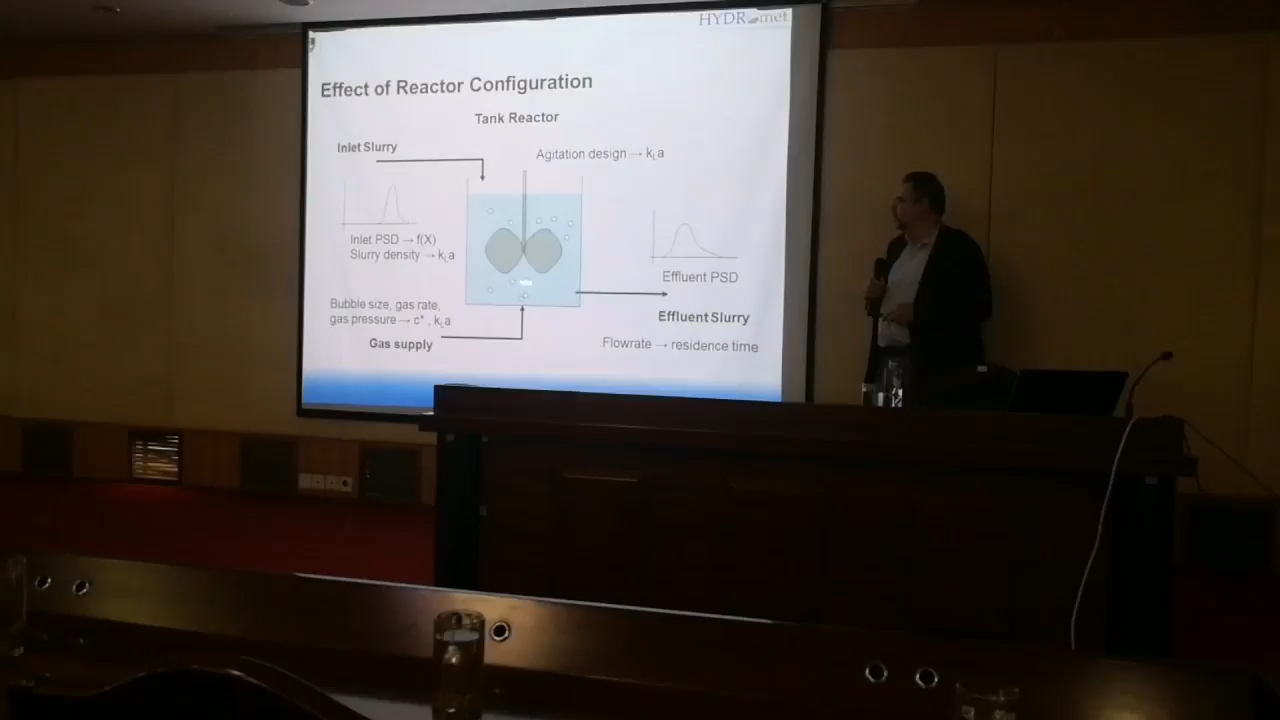 HYDROmet
Effect of Reactor Configuration
Tank Reactor
Inlet Slurry
Agitation design → kLa
Inlet PSD → f(X)
Slurry density → kLa
Effluent PSD
Bubble size, gas rate,
gas pressure → c* , kLa
Gas supply
Effluent Slurry
Flowrate → residence time